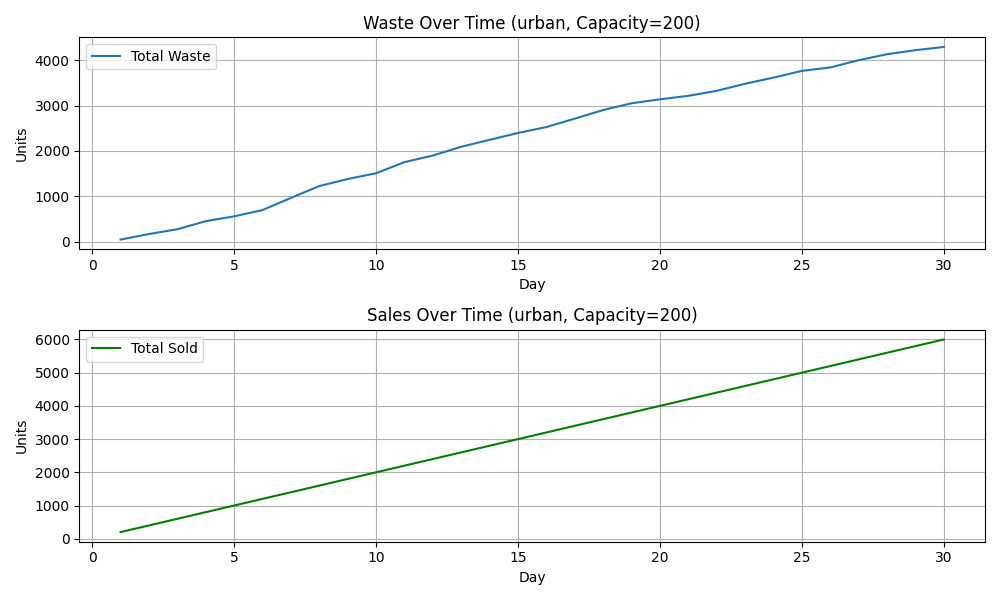 Waste Over Time (urban, Capacity=200)
Total Waste
Units
4000
3000
2000
1000
0
0 5 10 15 20 25 30
Day
Sales Over Time (urban, Capacity=200)
Total Sold
Units
6000
5000
4000
3000
2000
1000
0
0 5 10 15 20 25 30
Day